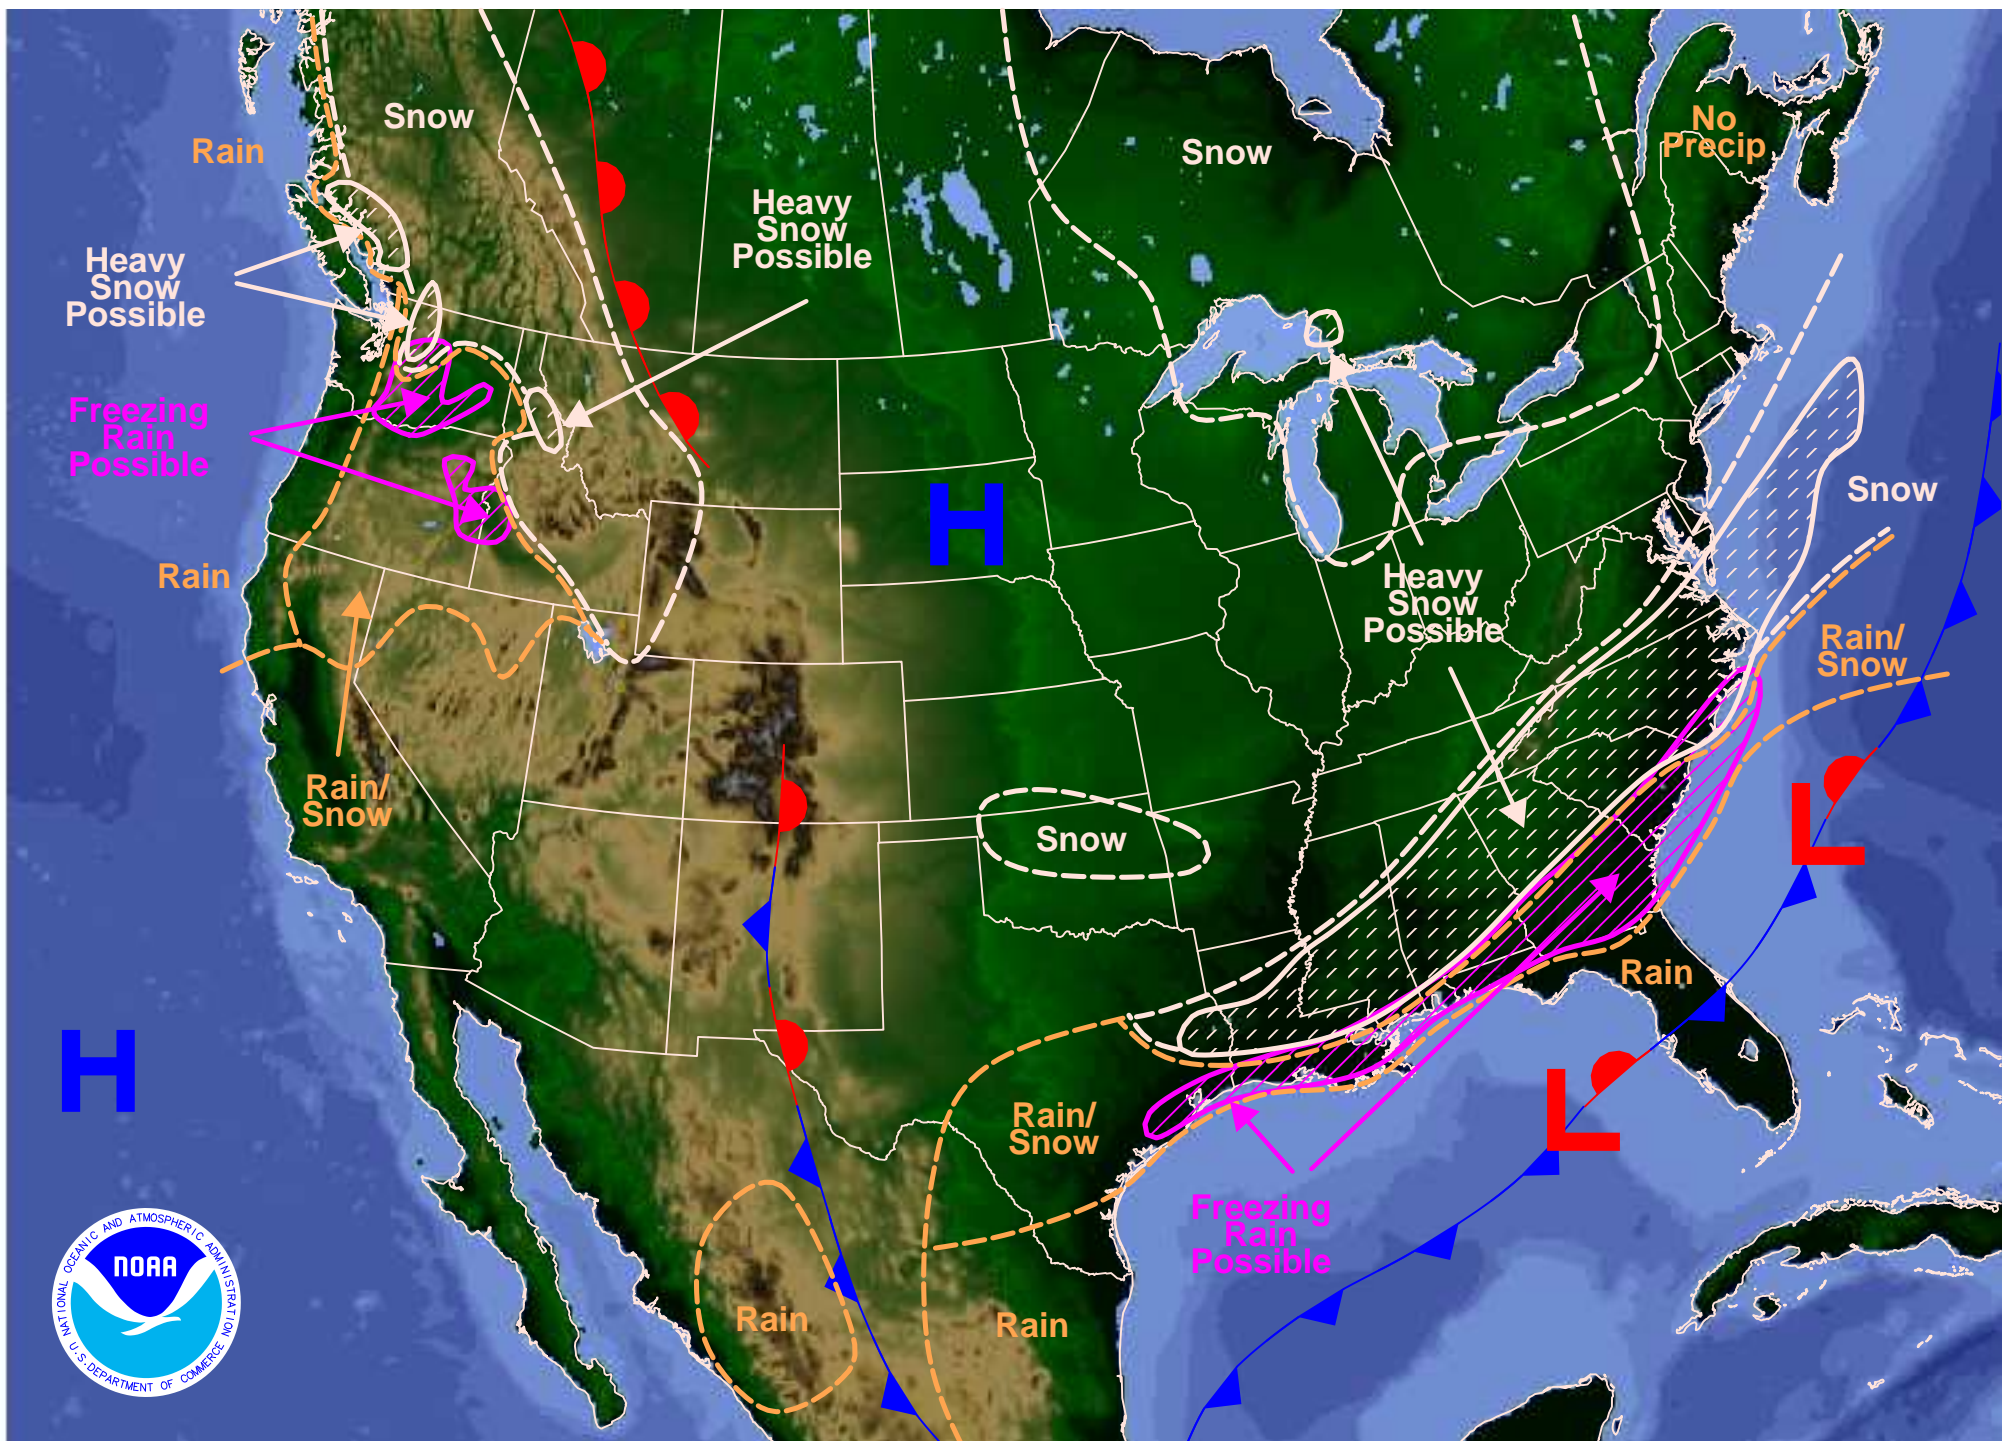 Snow
No
Precip
Rain
Snow
Heavy
Snow
Possible
Heavy
Snow
Possible
Freezing
Rain
Possible
H
Snow
Rain
Heavy
Snow
Possible
Rain/
Snow
Rain/
Snow
Snow
L
Rain
H
Rain/
Snow
L
Freezing
Rain
Possible
Rain
Rain
NATIONAL OCEANIC AND ATMOSPHERIC ADMINISTRATION
NOAA
U.S. DEPARTMENT OF COMMERCE